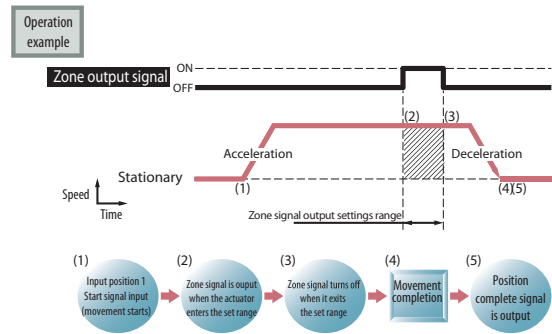 Operation
example
Zone output signal
ON
OFF
(2)
(3)
Acceleration
Deceleration
Stationary
(1)
(4)(5)
Speed
Time
Zone signal output settings range
(1)
Input position 1
Start signal input
(movement starts)
(2)
Zone signal is ouput
when the actuator
enters the set range
(3)
Zone signal turns off
when it exits
the set range
(4)
Movement
completion
(5)
Position
complete signal
is output